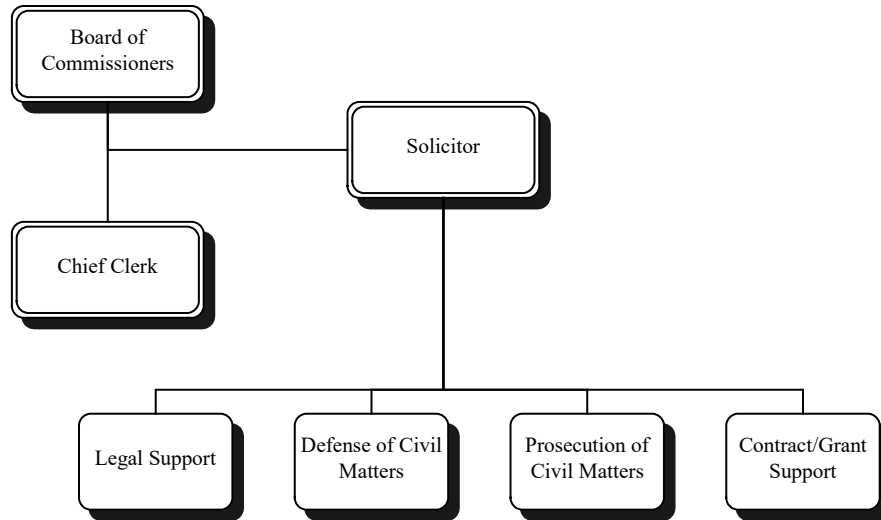 Board of
Commissioners
Solicitor
Chief Clerk
Legal Support
Defense of Civil
Matters
Prosecution of
Civil Matters
Contract/Grant
Support